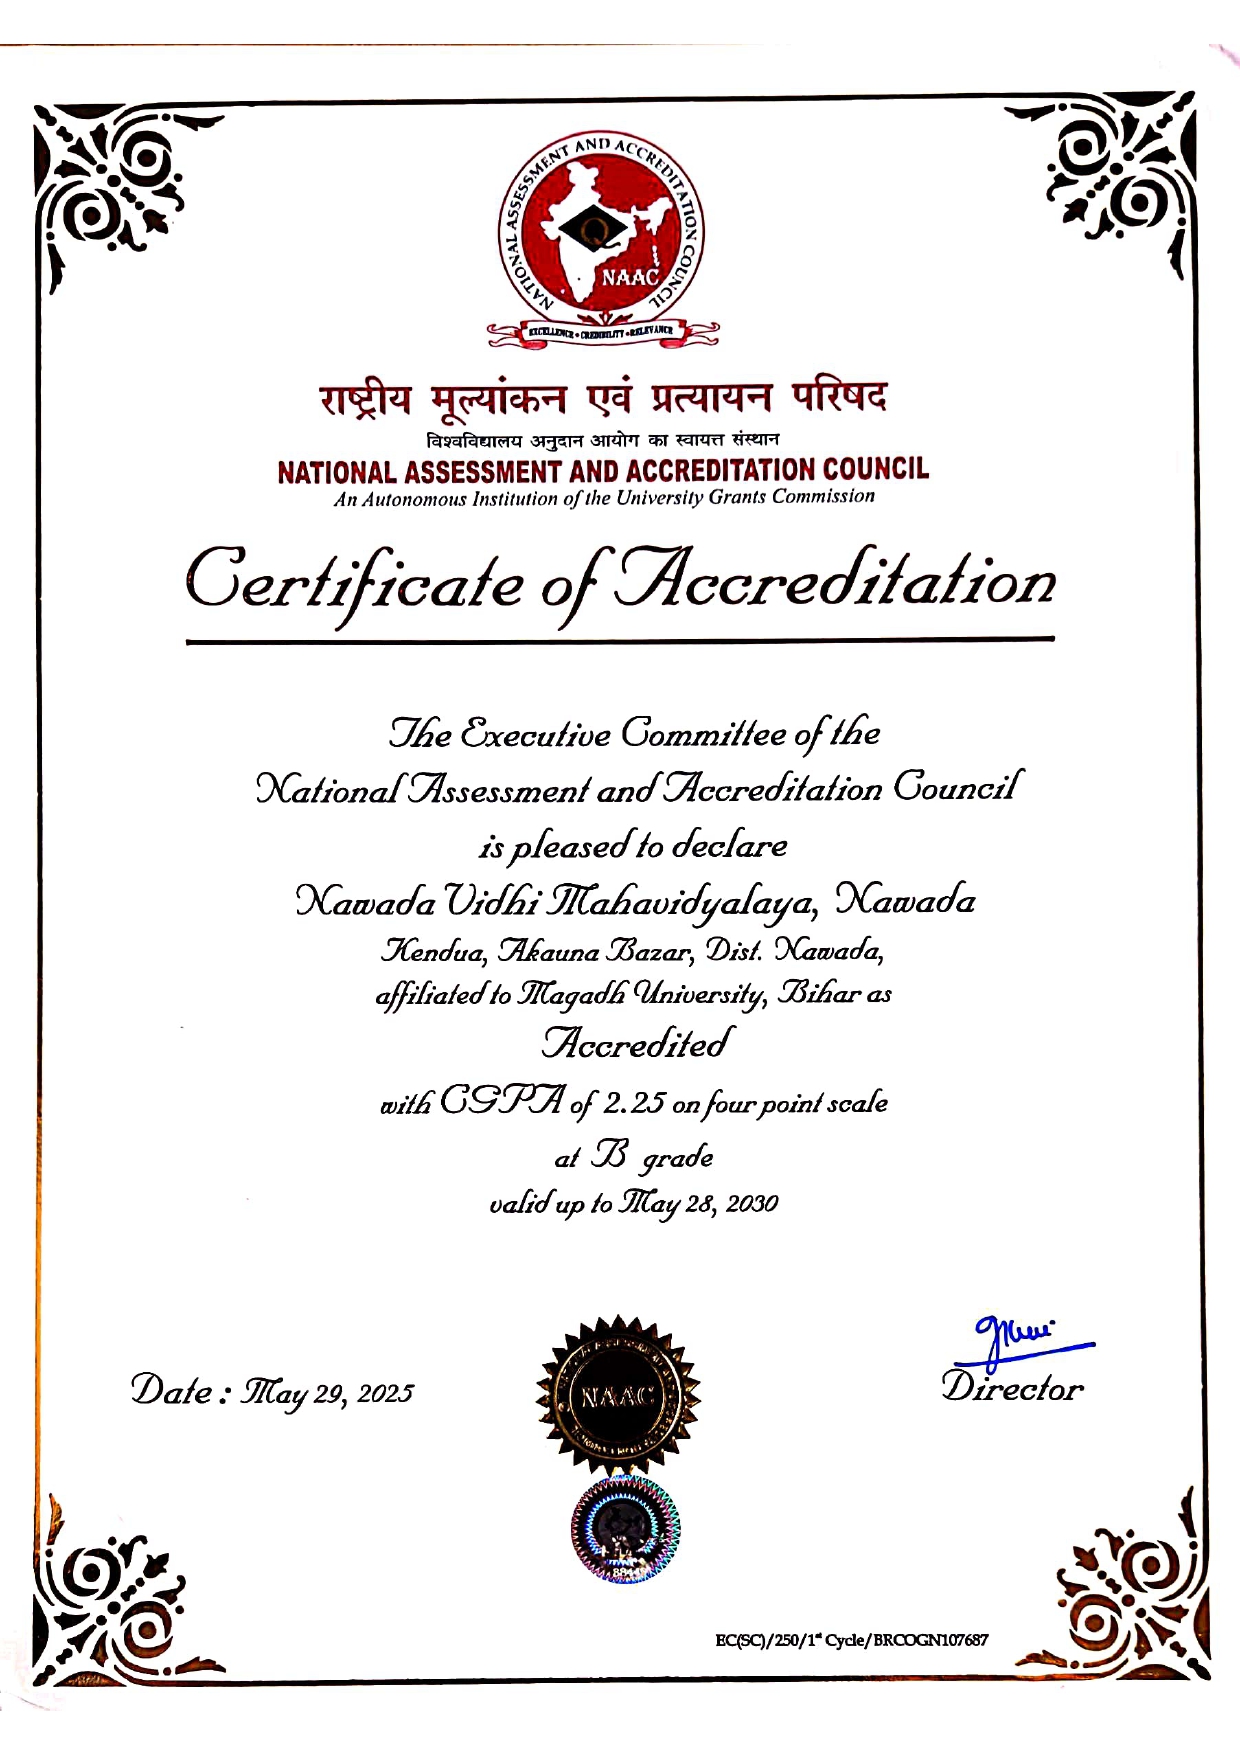 NATIONAL ASSESSMENT AND ACCREDITATION COUNCIL
Q
NAAC
EXCELLENCE • CREDIBILITY • RELEVANCE
राष्ट्रीय मूल्यांकन एवं प्रत्यायन परिषद
विश्वविद्यालय अनुदान आयोग का स्वायत्त संस्थान
NATIONAL ASSESSMENT AND ACCREDITATION COUNCIL
An Autonomous Institution of the University Grants Commission
Certificate of Accreditation
The Executive Committee of the
National Assessment and Accreditation Council
is pleased to declare
Nawada Vidhi Mahavidyalaya, Nawada
Kendua, Akauna Bazar, Dist. Nawada,
affiliated to Magadh University, Bihar as
Accredited
with CGPA of 2.25 on four point scale
at B grade
valid up to May 28, 2030
Date : May 29, 2025
Director
NAAC
EC(SC)/250/1st Cycle/BRCOGN107687